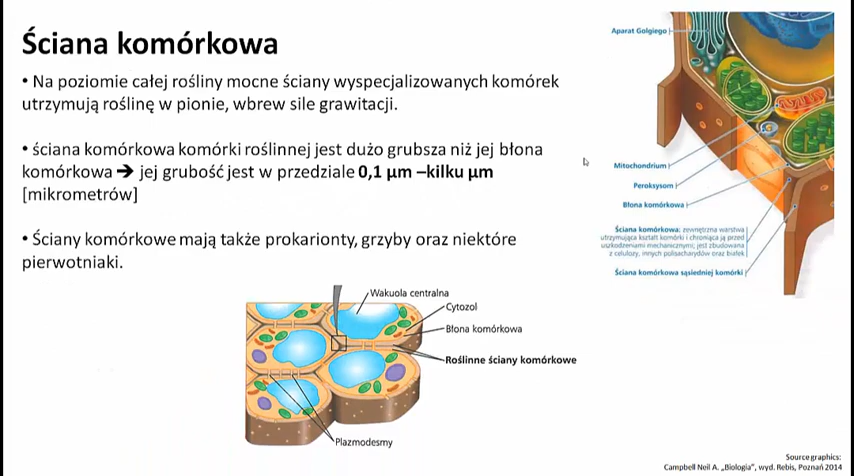 Ściana komórkowa
• Na poziomie całej rośliny mocne ściany wyspecjalizowanych komórek
utrzymują roślinę w pionie, wbrew sile grawitacji.
• ściana komórkowa komórki roślinnej jest dużo grubsza niż jej błona
komórkowa ➔ jej grubość jest w przedziale 0,1 µm –kilku µm
[mikrometrów]
• Ściany komórkowe mają także prokarionty, grzyby oraz niektóre
pierwotniaki.
Aparat Golgiego
Mitochondrium
Peroksysom
Błona komórkowa
Ściana komórkowa: zewnętrzna warstwa
utrzymująca kształt komórki i chroniąca ją przed
uszkodzeniami mechanicznymi; jest zbudowana
z celulozy, innych polisacharydów oraz białek
Ściana komórkowa sąsiedniej komórki
Wakuola centralna
Cytozol
Błona komórkowa
Roślinne ściany komórkowe
Plazmodesmy
Source graphics:
Campbell Neil A. „Biologia”, wyd. Rebis, Poznań 2014